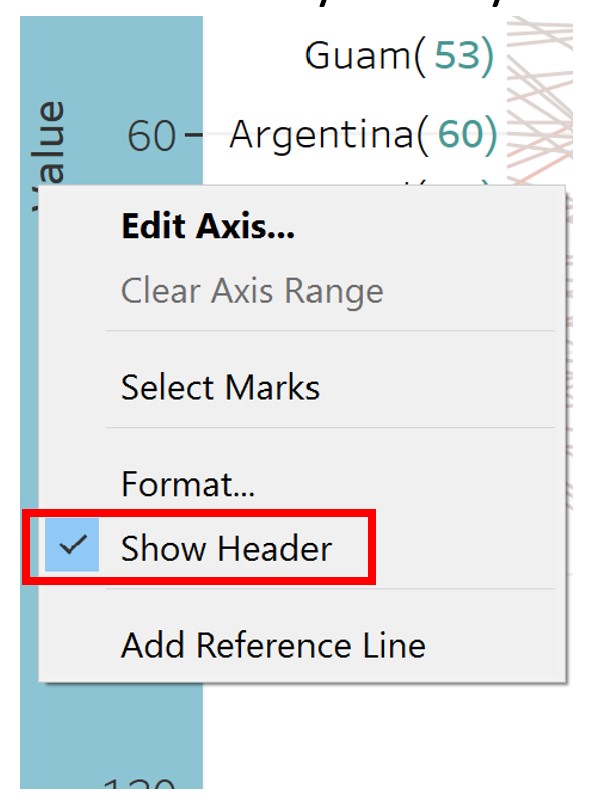 Guam( 53)
Value
60
Argentina( 60)
Edit Axis...
Clear Axis Range
Select Marks
Format...
Show Header
Add Reference Line
120